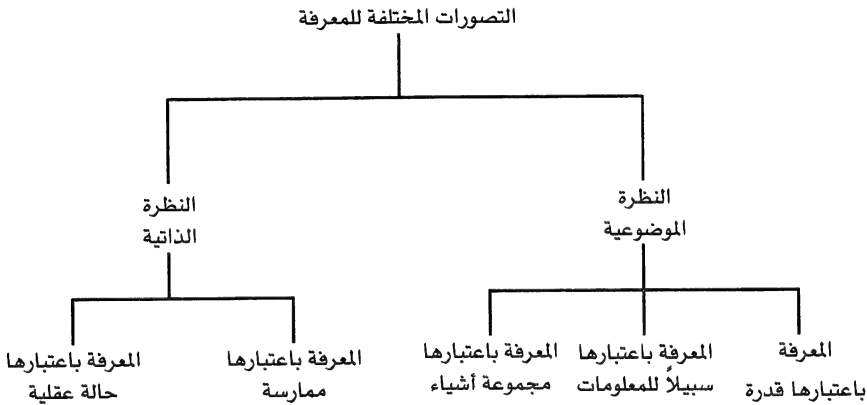 التصورات المختلفة للمعرفة
النظرة
الموضوعية
النظرة
الذاتية
المعرفة
باعتبارها قدرة
المعرفة باعتبارها
سبيلاً للمعلومات
المعرفة باعتبارها
مجموعة أشياء
المعرفة باعتبارها
ممارسة
المعرفة باعتبارها
حالة عقلية